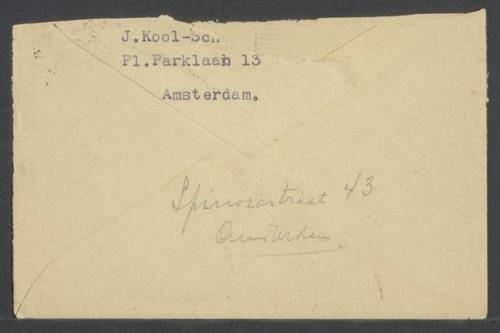 J.Kool-Sch
Pl.Parklaan 13
Amsterdam.
Spinozastraat 43
Amsterdam.